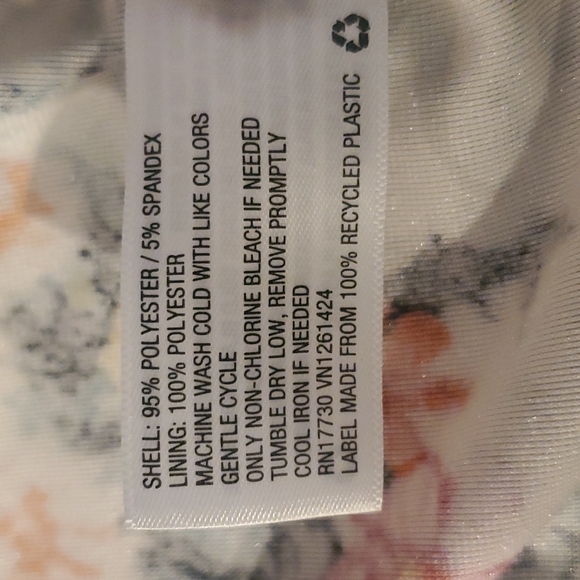 SHELL: 95% POLYESTER / 5% SPANDEX
LINING: 100% POLYESTER
MACHINE WASH COLD WITH LIKE COLORS
GENTLE CYCLE
ONLY NON-CHLORINE BLEACH IF NEEDED
TUMBLE DRY LOW, REMOVE PROMPTLY
COOL IRON IF NEEDED
RN17730 VN1261424
LABEL MADE FROM 100% RECYCLED PLASTIC